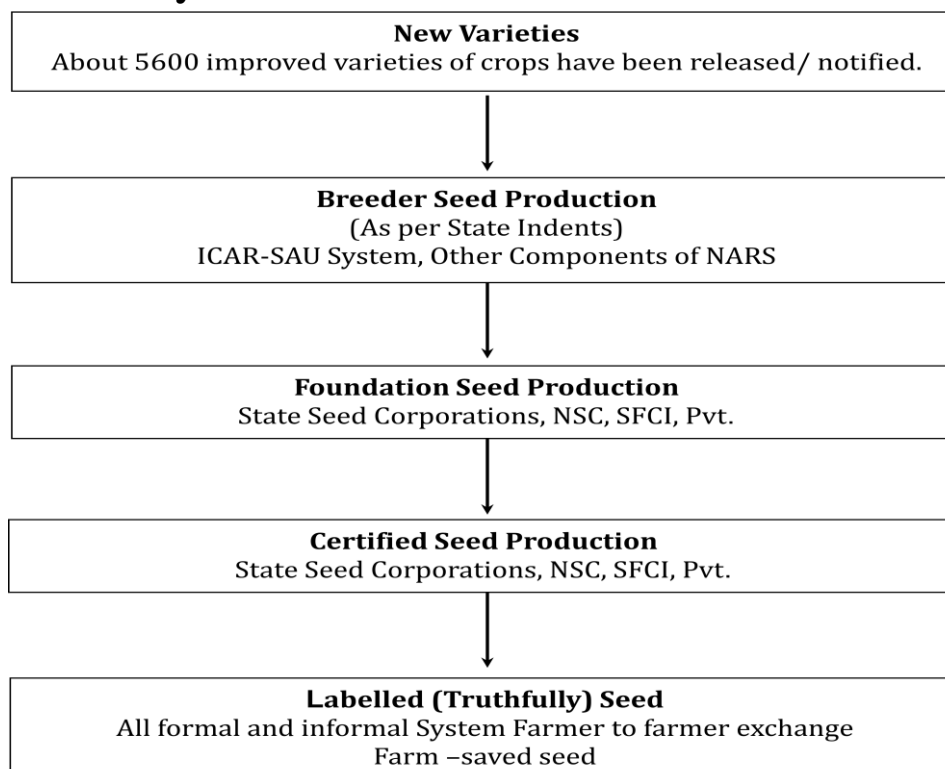 New Varieties
About 5600 improved varieties of crops have been released/ notified.
Breeder Seed Production
(As per State Indents)
ICAR-SAU System, Other Components of NARS
Foundation Seed Production
State Seed Corporations, NSC, SFCI, Pvt.
Certified Seed Production
State Seed Corporations, NSC, SFCI, Pvt.
Labelled (Truthfully) Seed
All formal and informal System Farmer to farmer exchange
Farm –saved seed